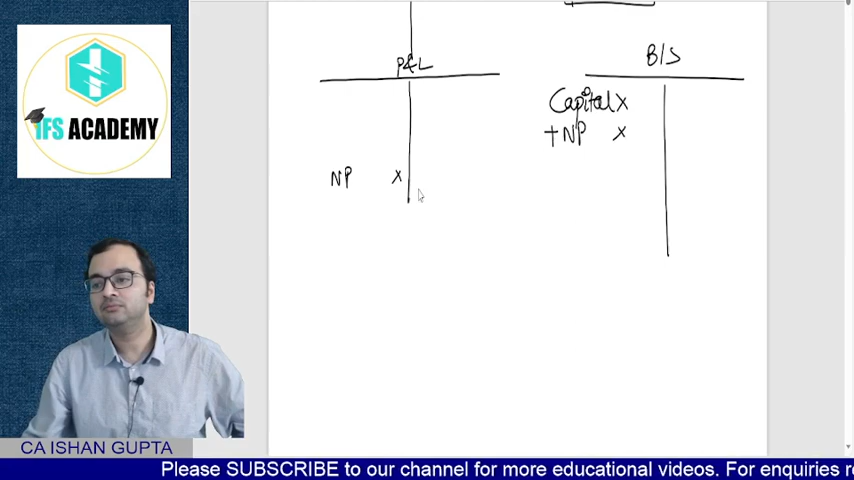 P&L
NP X
B/S
Capital X
+NP X
IFS ACADEMY
CA ISHAN GUPTA
Please SUBSCRIBE to our channel for more educational videos. For enquiries